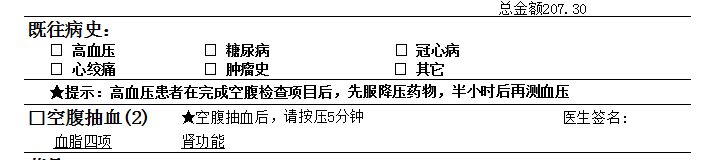 总金额207.30
既往病史：
□ 高血压 □ 糖尿病 □ 冠心病
□ 心绞痛 □ 肿瘤史 □ 其它
★提示：高血压患者在完成空腹检查项目后，先服降压药物，半小时后再测血压
□空腹抽血(2) ★空腹抽血后，请按压5分钟 医生签名：
血脂四项 肾功能